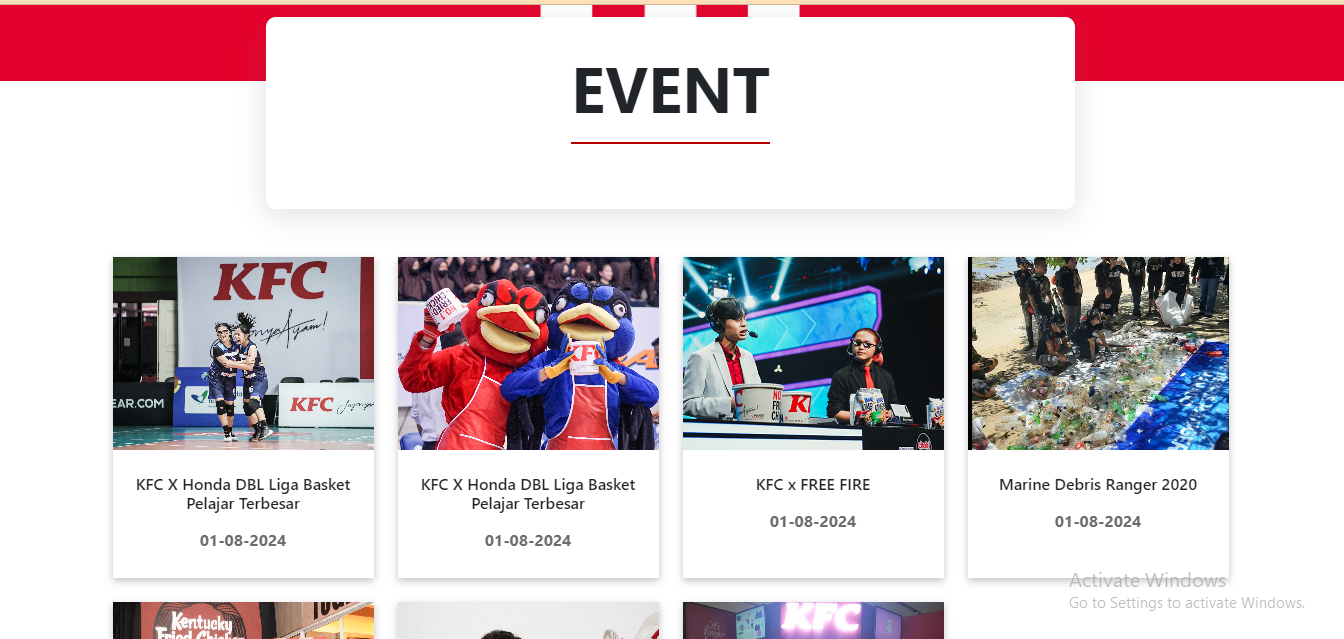 EVENT
KFC
Jagonya Ayam!
EAR.COM
KFC
KFC
KFC
KFC X Honda DBL Liga Basket
Pelajar Terbesar
01-08-2024
KFC X Honda DBL Liga Basket
Pelajar Terbesar
01-08-2024
KFC x FREE FIRE
01-08-2024
Marine Debris Ranger 2020
01-08-2024
Activate Windows
Go to Settings to activate Windows.
Kentucky
Fried Chicken
KFC